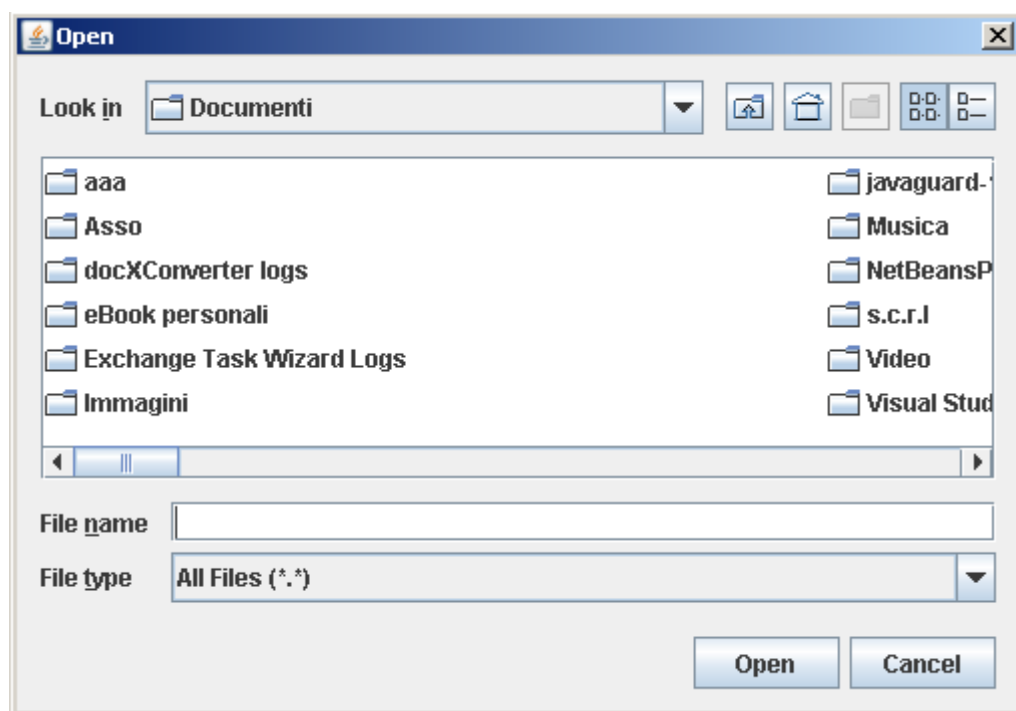 Open
Look in Documenti
aaa
Asso
docXConverter logs
eBook personali
Exchange Task Wizard Logs
Immagini
javaguard-
Musica
NetBeansP
s.c.r.l
Video
Visual Stud
File name
File type All Files (*.*)
Open Cancel